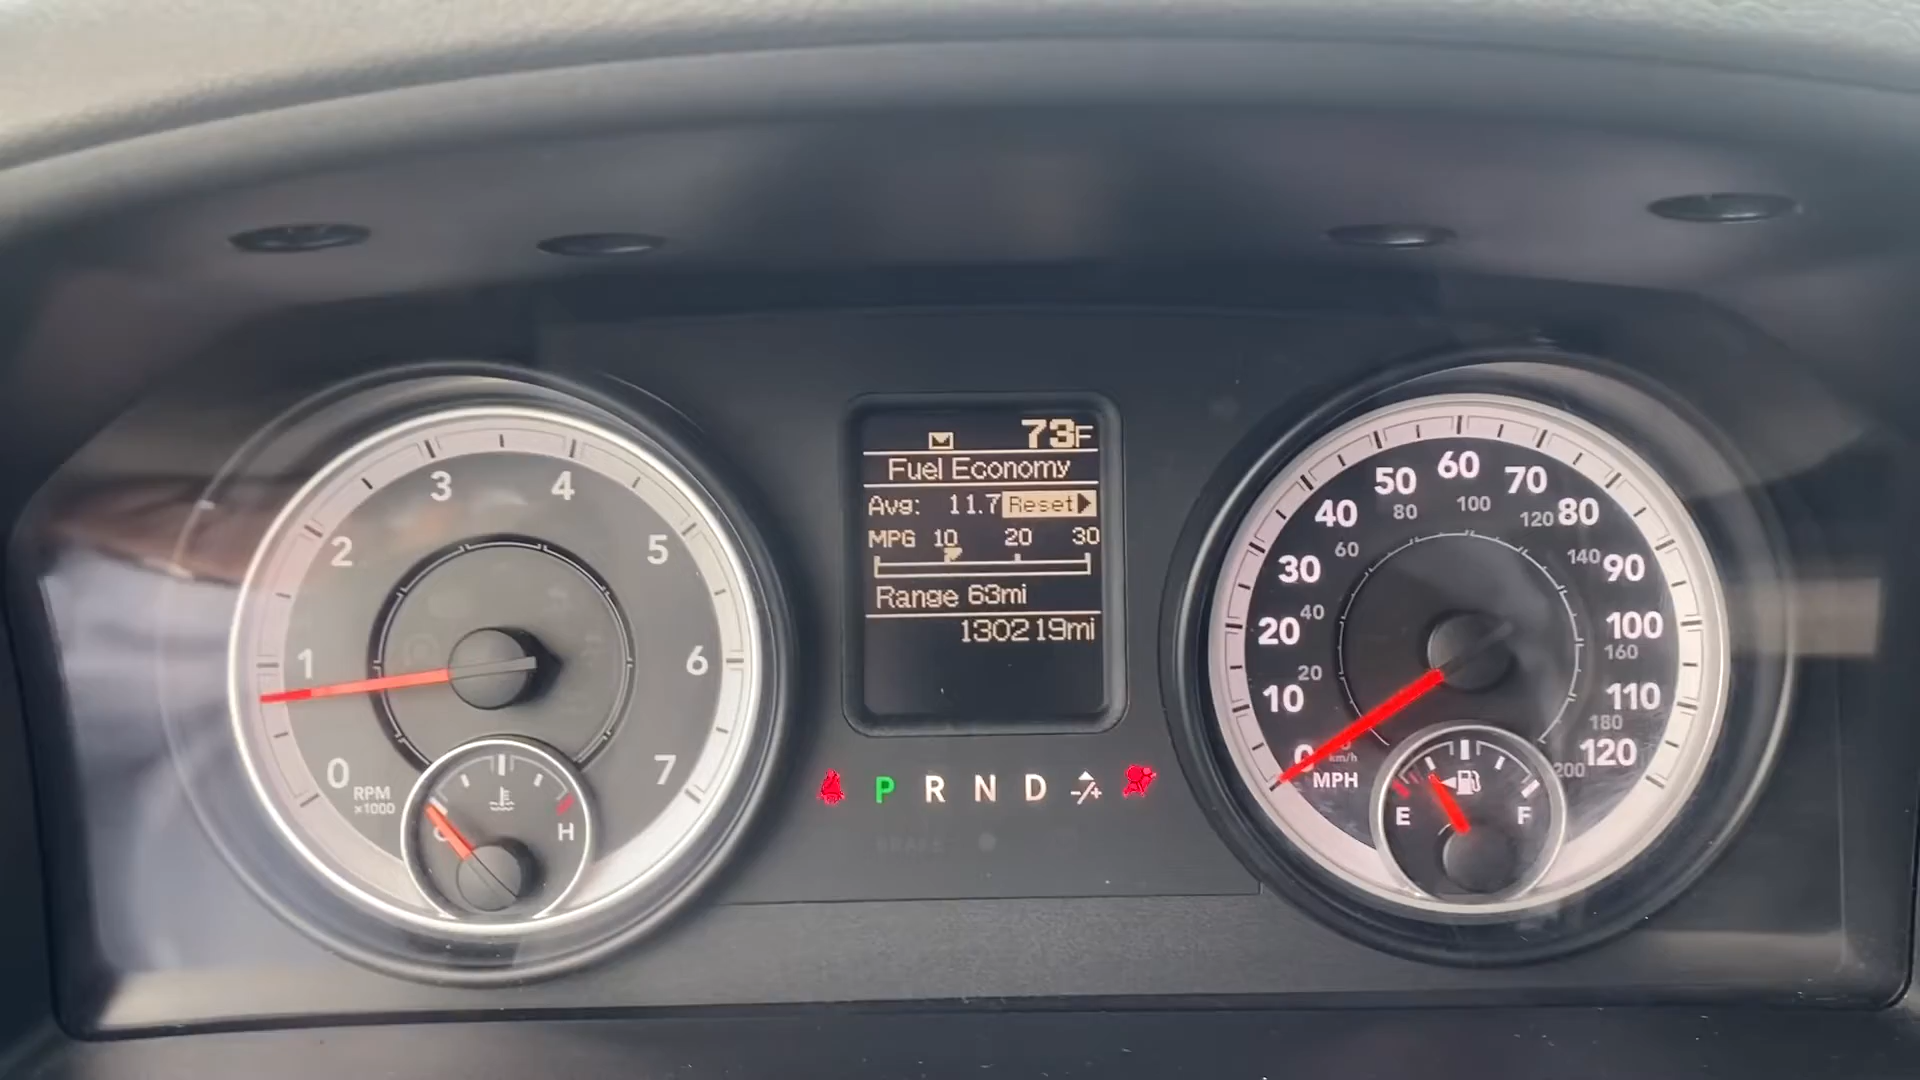 73F
Fuel Economy
Avg: 11.7 Reset
MPG 10 20 30
Range 63mi
130219mi
P R N D -/+
BRAKE
0 1 2 3 4 5 6 7
RPM
x1000
C H
0 10 20 30 40 50 60 70 80 90 100 110 120
MPH
20 40 60 80 100 120 140 160 180 200
km/h
E F